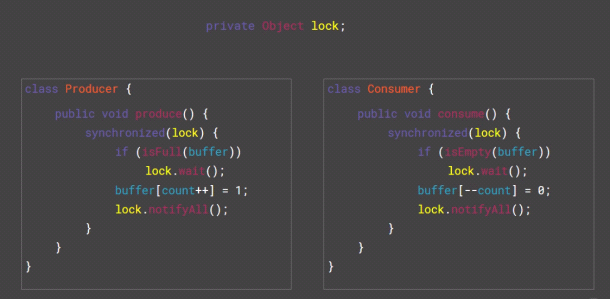 private Object lock;
class Producer {
public void produce() {
synchronized(lock) {
if (isFull(buffer))
lock.wait();
buffer[count++] = 1;
lock.notifyAll();
}
}
}
class Consumer {
public void consume() {
synchronized(lock) {
if (isEmpty(buffer))
lock.wait();
buffer[--count] = 0;
lock.notifyAll();
}
}
}